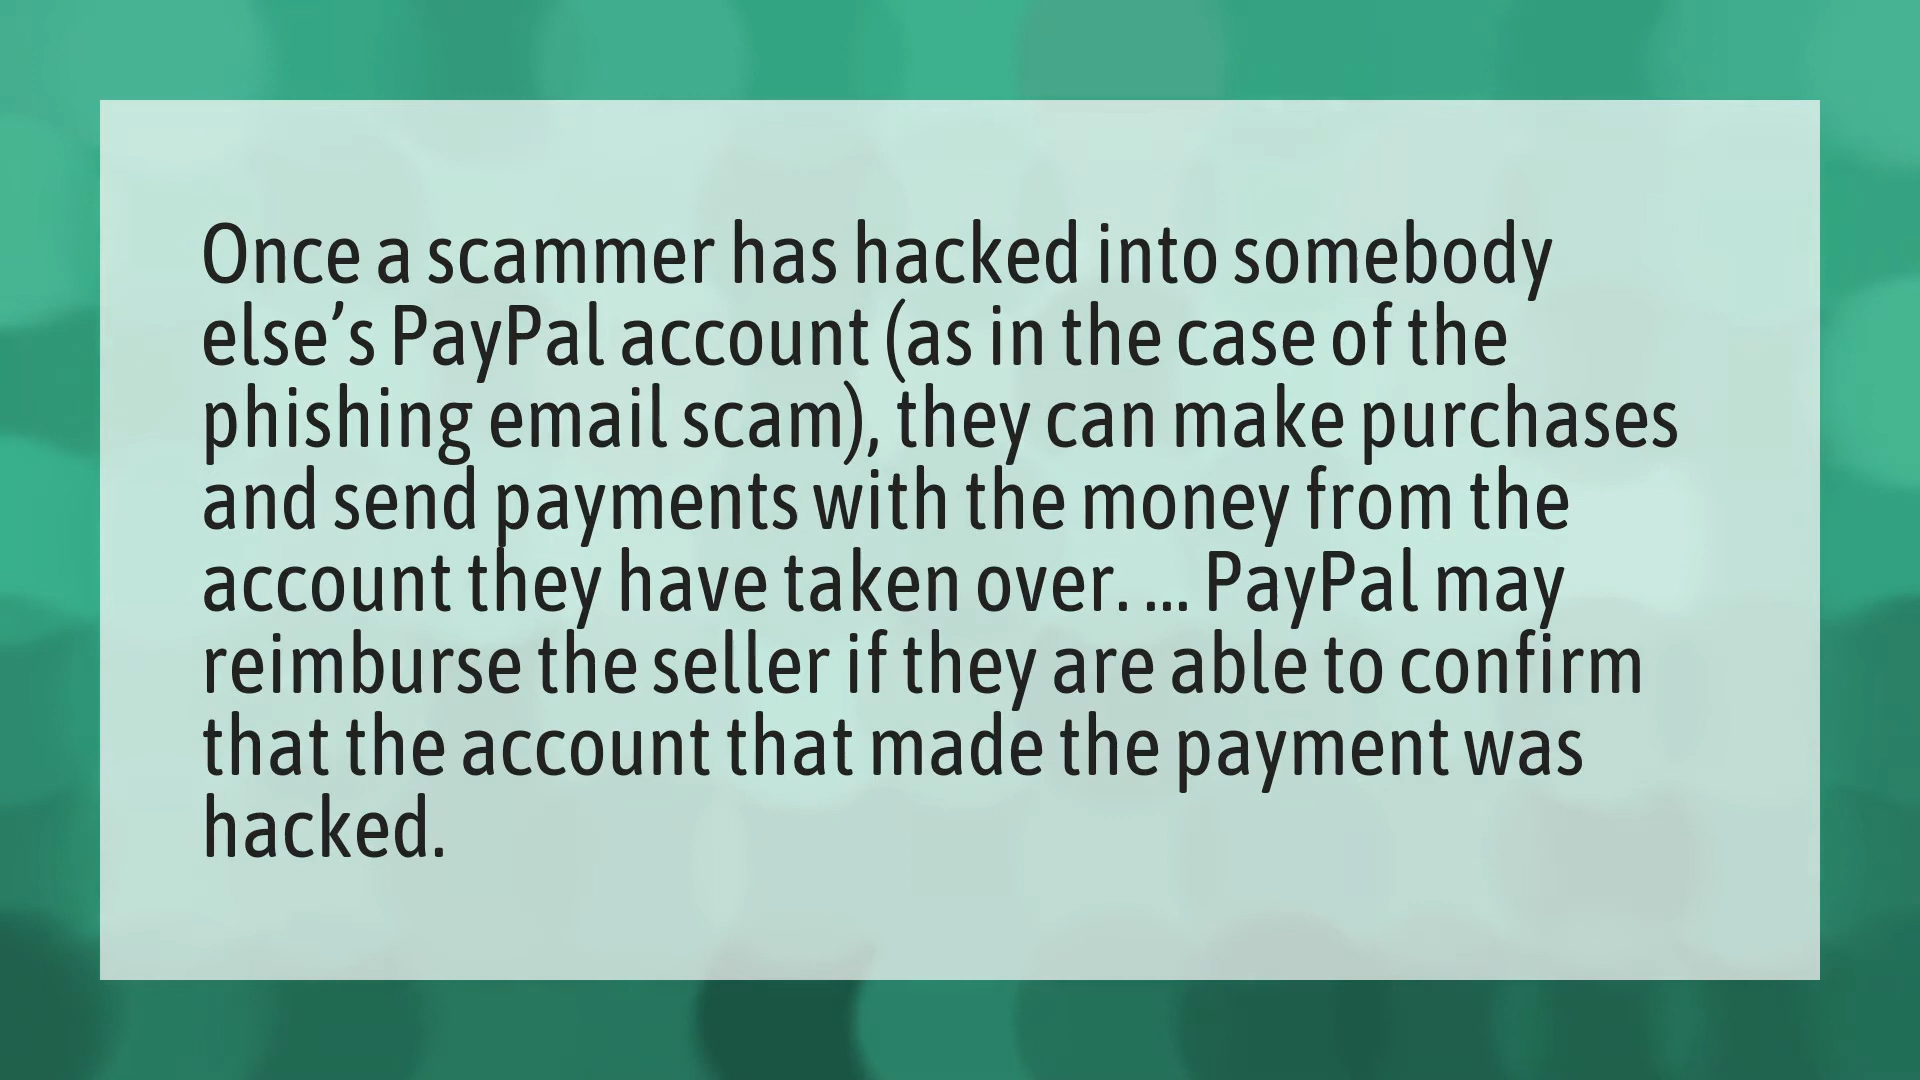 Once a scammer has hacked into somebody
else’s PayPal account (as in the case of the
phishing email scam), they can make purchases
and send payments with the money from the
account they have taken over. ... PayPal may
reimburse the seller if they are able to confirm
that the account that made the payment was
hacked.